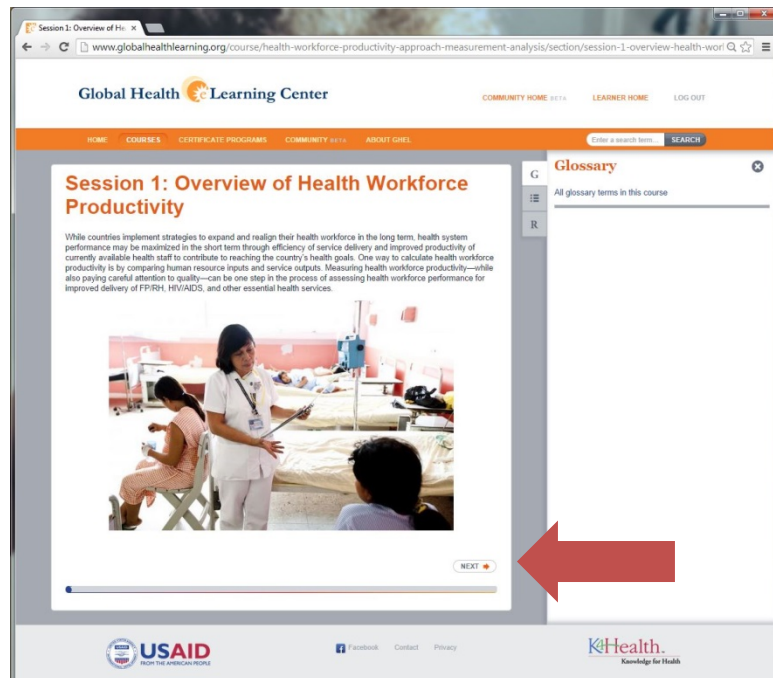 Session 1: Overview of He
www.globalhealthlearning.org/course/health-workforce-productivity-approach-measurement-analysis/section/session-1-overview-health-worl
Global Health eLearning Center
COMMUNITY HOME BETA LEARNER HOME LOG OUT
HOME COURSES CERTIFICATE PROGRAMS COMMUNITY BETA ABOUT GHEL
Enter a search term... SEARCH
Session 1: Overview of Health Workforce
Productivity
While countries implement strategies to expand and realign their health workforce in the long term, health system
performance may be maximized in the short term through efficiency of service delivery and improved productivity of
currently available health staff to contribute to reaching the country's health goals. One way to calculate health workforce
productivity is by comparing human resource inputs and service outputs. Measuring health workforce productivity—while
also paying careful attention to quality—can be one step in the process of assessing health workforce performance for
improved delivery of FP/RH, HIV/AIDS, and other essential health services.
NEXT
G
R
Glossary
All glossary terms in this course
USAID
FROM THE AMERICAN PEOPLE
Facebook Contact Privacy
K4Health.
Knowledge for Health